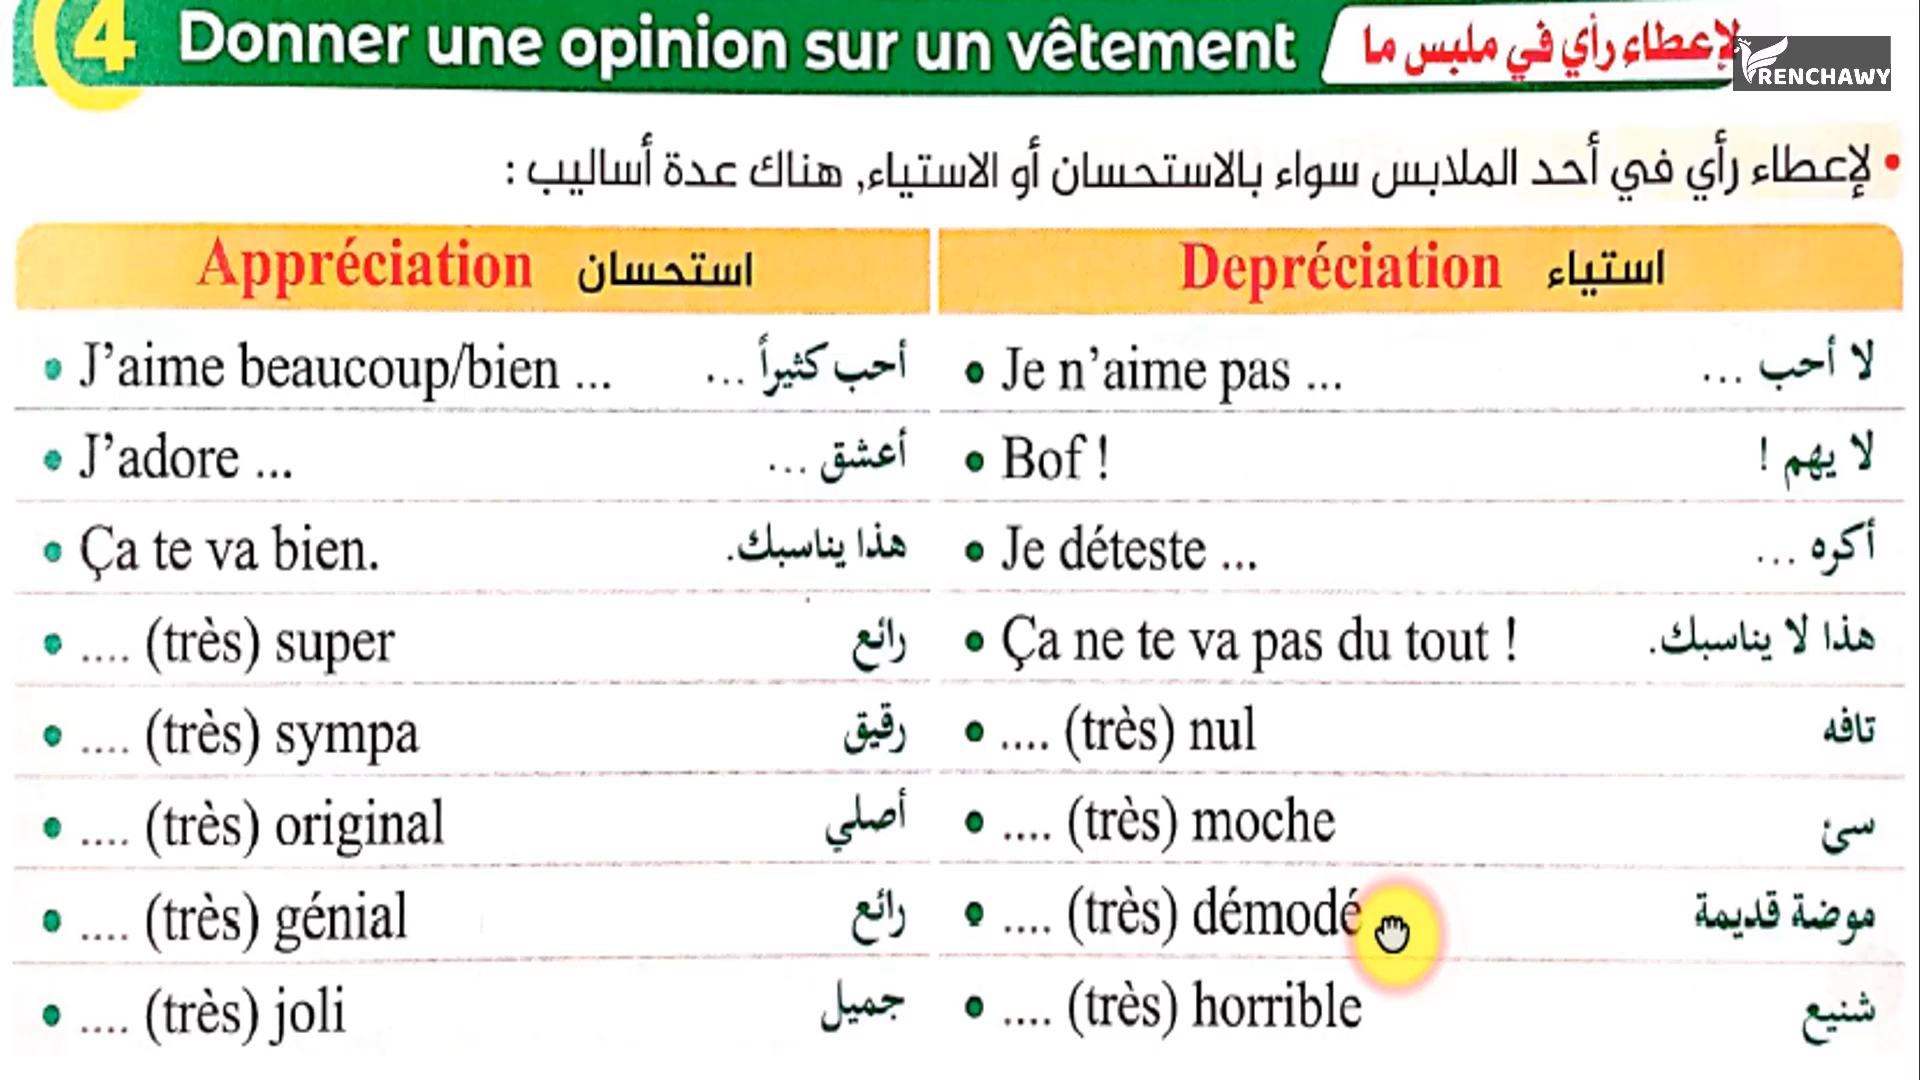 4 Donner une opinion sur un vêtement لإعطاء رأي في ملبس ما
RENCHAWY
• لإعطاء رأي في أحد الملابس سواء بالاستحسان أو الاستياء, هناك عدة أساليب :
Appréciation استحسان
Depréciation استياء
• J’aime beaucoup/bien ... أحب كثيراً ...
• Je n’aime pas ... لا أحب ...
• J’adore ... أعشق ...
• Bof ! لا يهم !
• Ça te va bien. هذا يناسبك.
• Je déteste ... أكره ...
• .... (très) super رائع
• Ça ne te va pas du tout ! هذا لا يناسبك.
• .... (très) sympa رقيق
• .... (très) nul تافه
• .... (très) original أصلي
• .... (très) moche سئ
• .... (très) génial رائع
• .... (très) démodé موضة قديمة
• .... (très) joli جميل
• .... (très) horrible شنيع